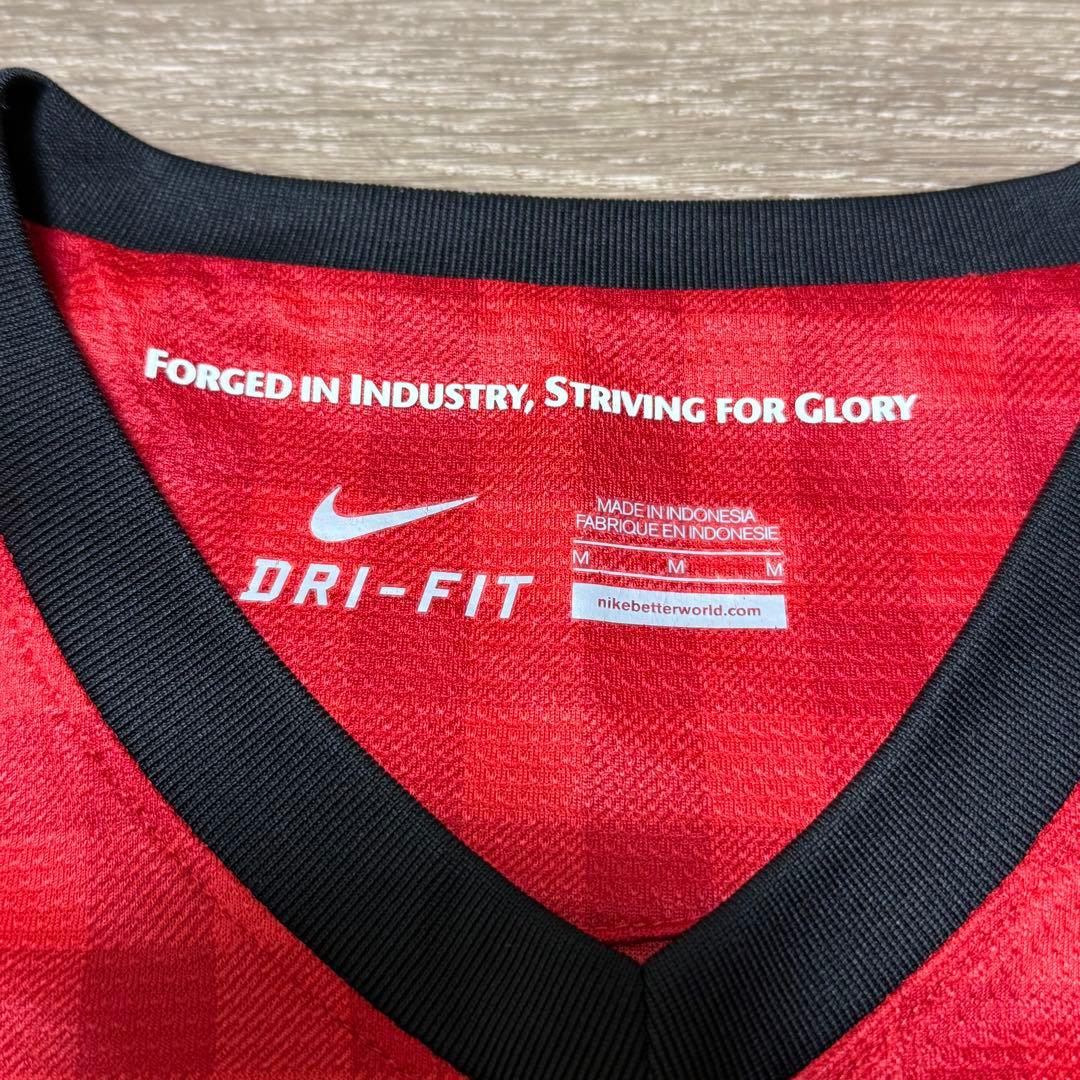 FORGED IN INDUSTRY, STRIVING FOR GLORY
DRI-FIT
MADE IN INDONESIA
FABRIQUE EN INDONESIE
M M M
nikebetterworld.com